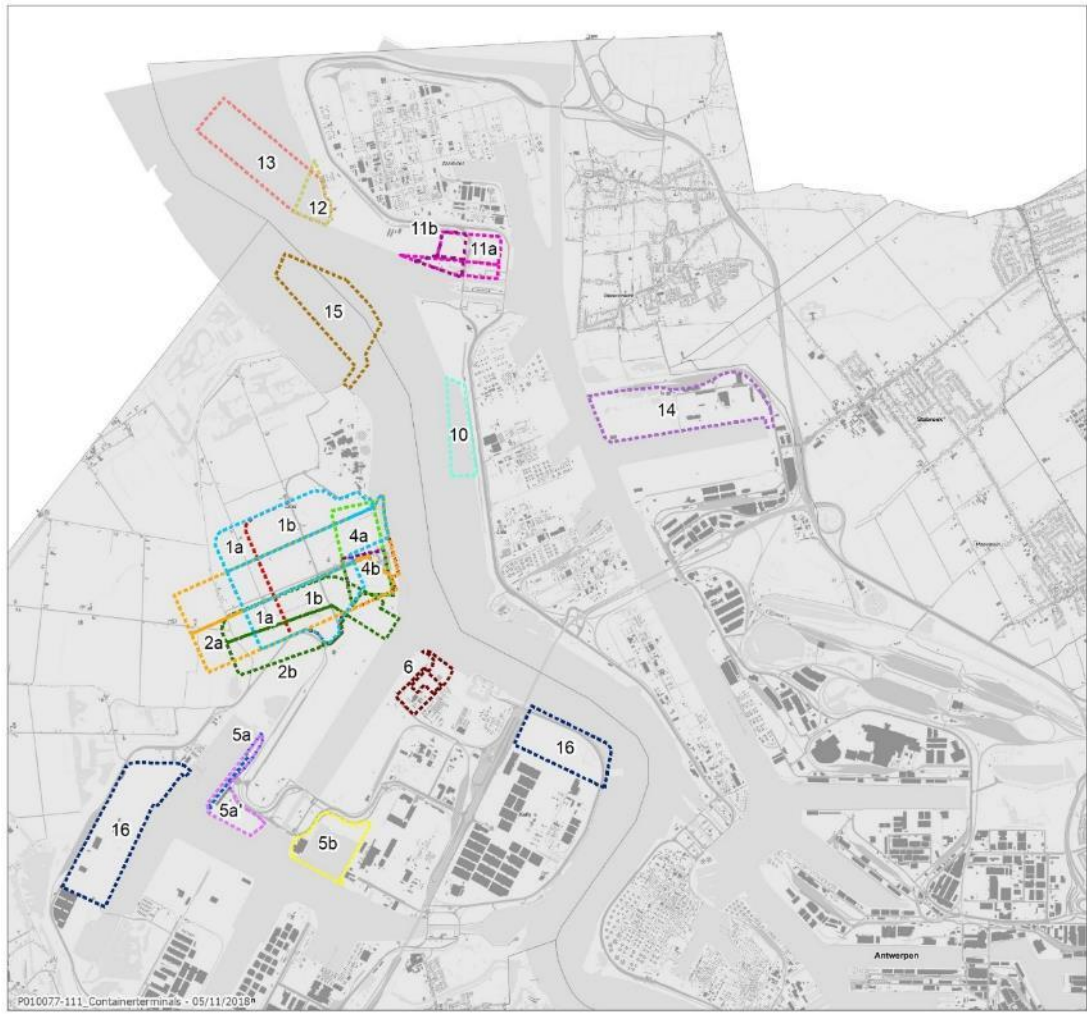 13
12
11b
11a
15
14
10
Stabroek
1b
1a
4a
4b
1b
1a
2a
2b
6
5a
16
5a'
16
5b
Antwerpen
P010077-111_Containerterminals - 05/11/2018